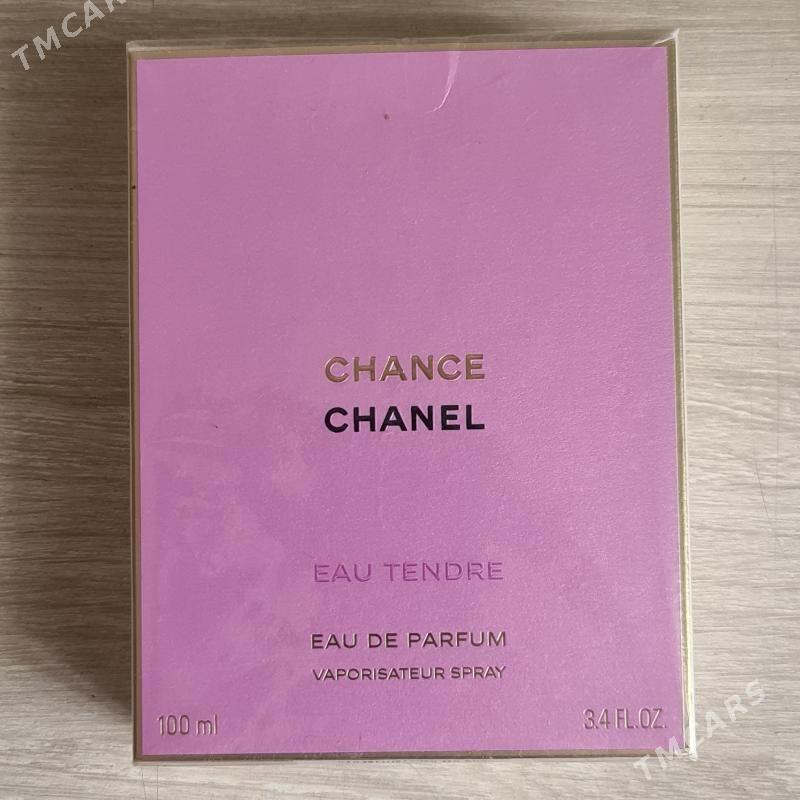 TMCARS
CHANCE
CHANEL
EAU TENDRE
EAU DE PARFUM
VAPORISATEUR SPRAY
100 ml
3.4 FL.OZ.
TMCARS